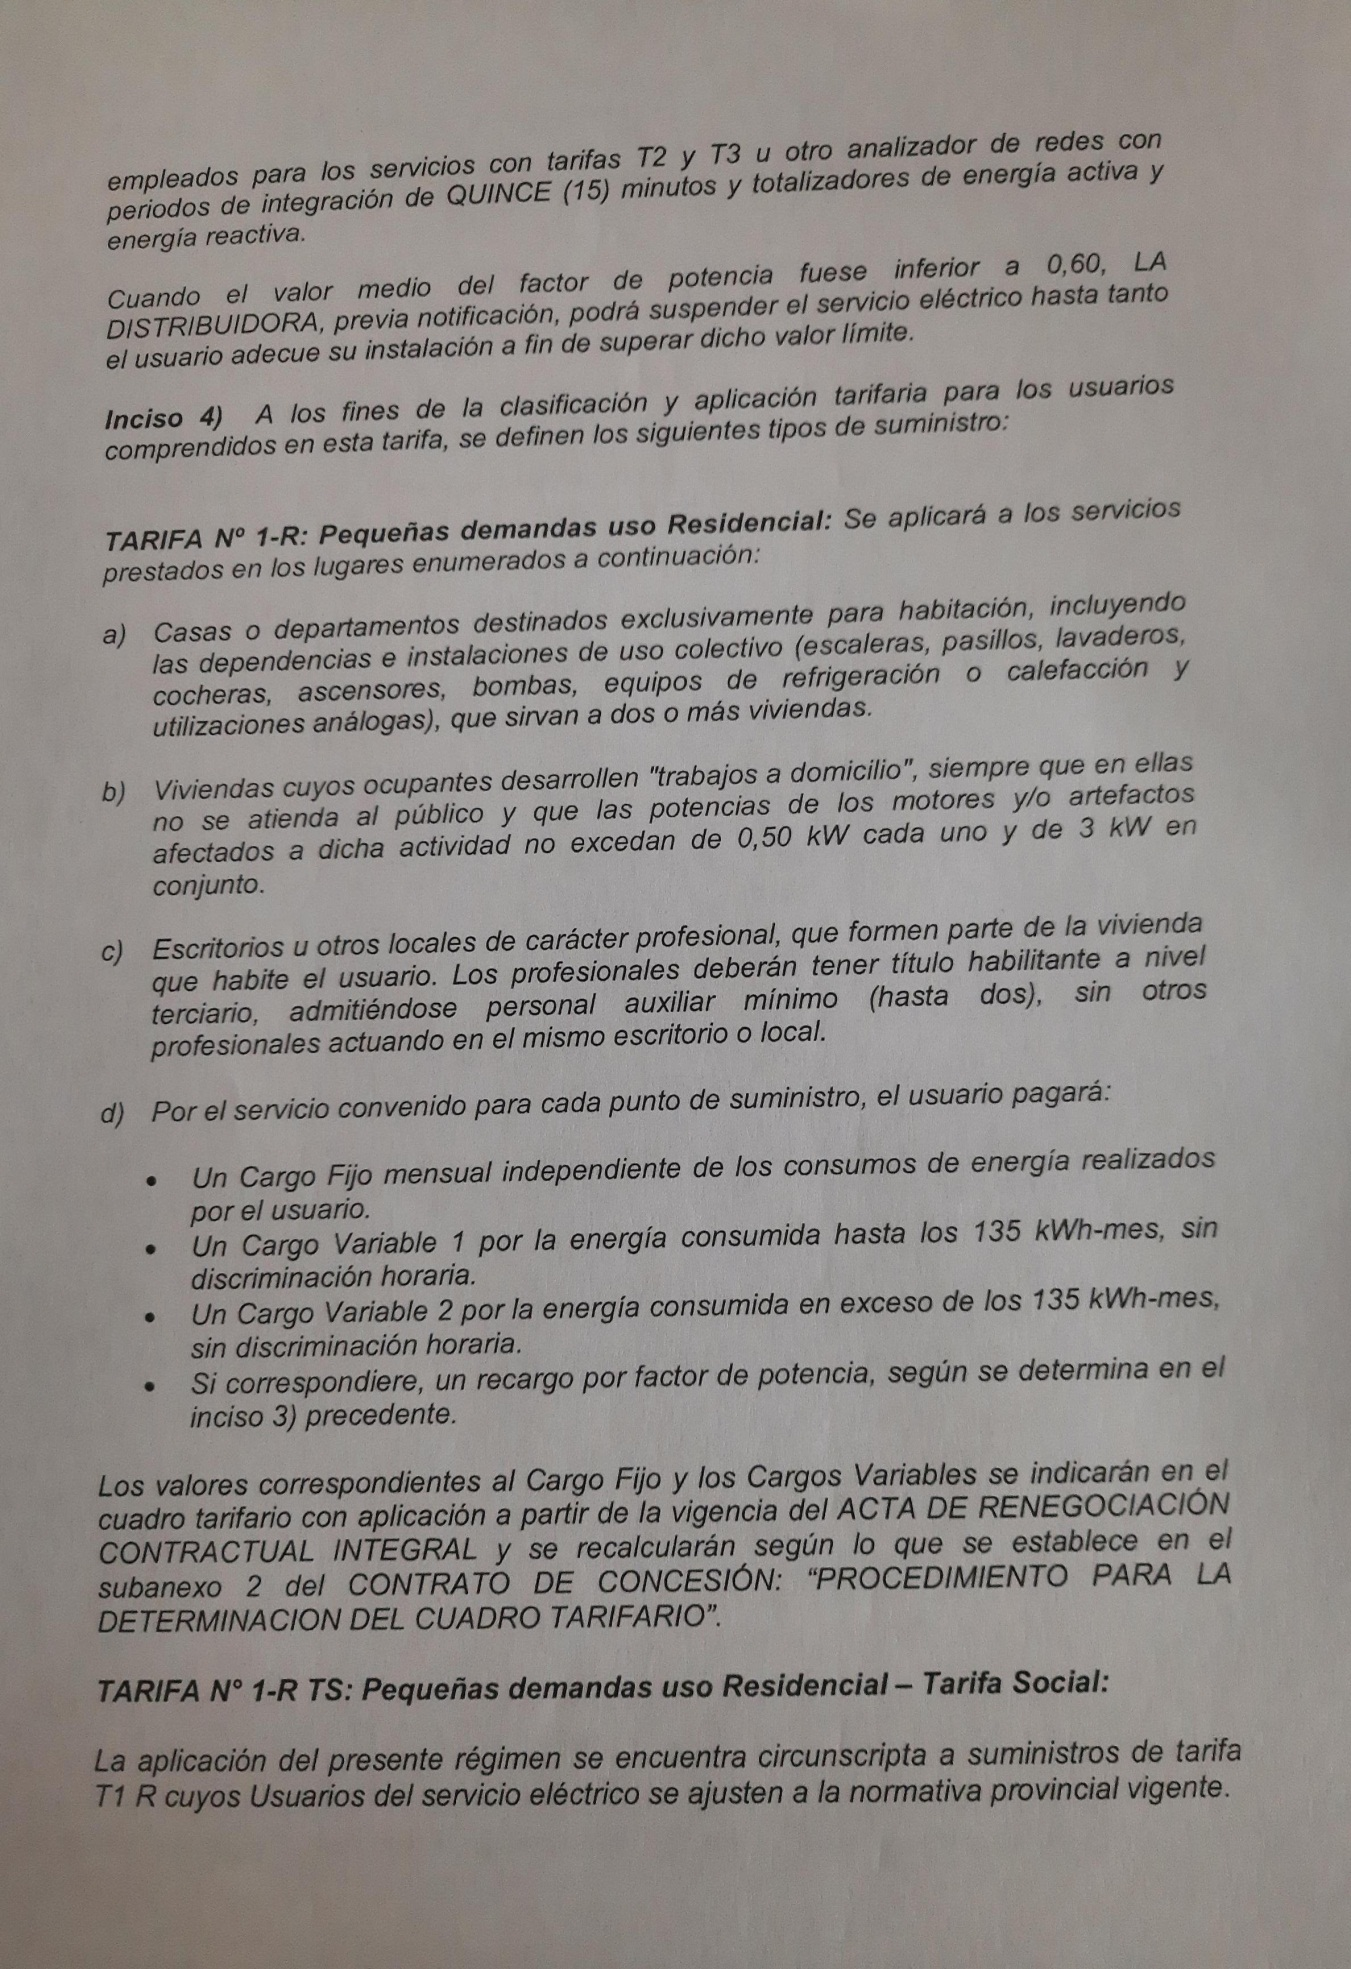 empleados para los servicios con tarifas T2 y T3 u otro analizador de redes con
periodos de integración de QUINCE (15) minutos y totalizadores de energía activa y
energía reactiva.
Cuando el valor medio del factor de potencia fuese inferior a 0,60, LA
DISTRIBUIDORA, previa notificación, podrá suspender el servicio eléctrico hasta tanto
el usuario adecue su instalación a fin de superar dicho valor límite.
Inciso 4) A los fines de la clasificación y aplicación tarifaria para los usuarios
comprendidos en esta tarifa, se definen los siguientes tipos de suministro:
TARIFA Nº 1-R: Pequeñas demandas uso Residencial: Se aplicará a los servicios
prestados en los lugares enumerados a continuación:
a) Casas o departamentos destinados exclusivamente para habitación, incluyendo
las dependencias e instalaciones de uso colectivo (escaleras, pasillos, lavaderos,
cocheras, ascensores, bombas, equipos de refrigeración o calefacción y
utilizaciones análogas), que sirvan a dos o más viviendas.
b) Viviendas cuyos ocupantes desarrollen "trabajos a domicilio", siempre que en ellas
no se atienda al público y que las potencias de los motores y/o artefactos
afectados a dicha actividad no excedan de 0,50 kW cada uno y de 3 kW en
conjunto.
c) Escritorios u otros locales de carácter profesional, que formen parte de la vivienda
que habite el usuario. Los profesionales deberán tener título habilitante a nivel
terciario, admitiéndose personal auxiliar mínimo (hasta dos), sin otros
profesionales actuando en el mismo escritorio o local.
d) Por el servicio convenido para cada punto de suministro, el usuario pagará:
• Un Cargo Fijo mensual independiente de los consumos de energía realizados
por el usuario.
• Un Cargo Variable 1 por la energía consumida hasta los 135 kWh-mes, sin
discriminación horaria.
• Un Cargo Variable 2 por la energía consumida en exceso de los 135 kWh-mes,
sin discriminación horaria.
• Si correspondiere, un recargo por factor de potencia, según se determina en el
inciso 3) precedente.
Los valores correspondientes al Cargo Fijo y los Cargos Variables se indicarán en el
cuadro tarifario con aplicación a partir de la vigencia del ACTA DE RENEGOCIACIÓN
CONTRACTUAL INTEGRAL y se recalcularán según lo que se establece en el
subanexo 2 del CONTRATO DE CONCESIÓN: “PROCEDIMIENTO PARA LA
DETERMINACION DEL CUADRO TARIFARIO”.
TARIFA N° 1-R TS: Pequeñas demandas uso Residencial – Tarifa Social:
La aplicación del presente régimen se encuentra circunscripta a suministros de tarifa
T1 R cuyos Usuarios del servicio eléctrico se ajusten a la normativa provincial vigente.